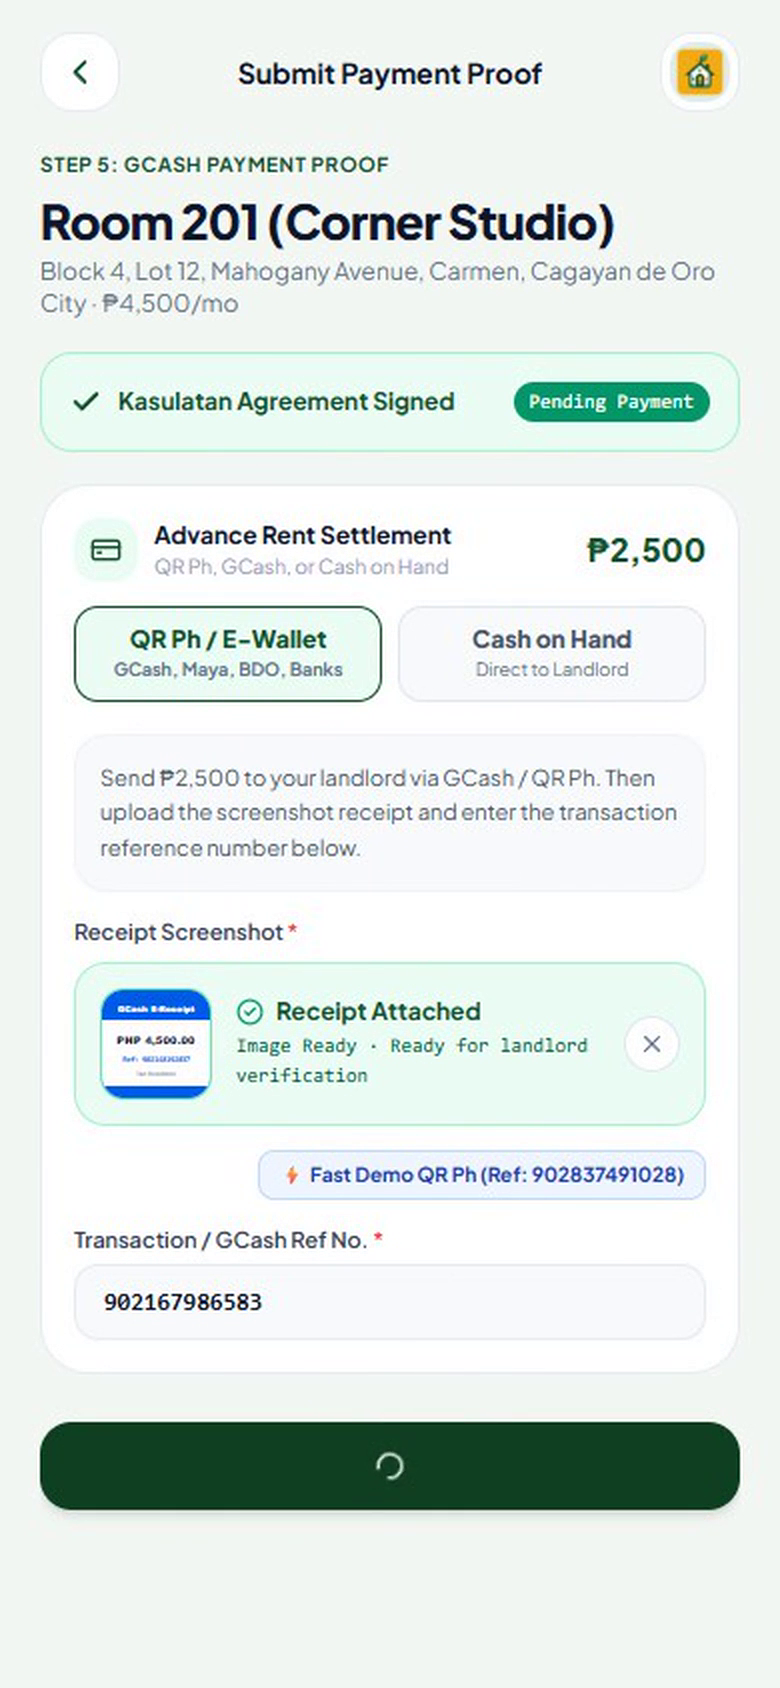 Submit Payment Proof
STEP 5: GCASH PAYMENT PROOF
Room 201 (Corner Studio)
Block 4, Lot 12, Mahogany Avenue, Carmen, Cagayan de Oro
City · ₱4,500/mo
Kasulatan Agreement Signed
Pending Payment
Advance Rent Settlement
QR Ph, GCash, or Cash on Hand
₱2,500
QR Ph / E-Wallet
GCash, Maya, BDO, Banks
Cash on Hand
Direct to Landlord
Send ₱2,500 to your landlord via GCash / QR Ph. Then
upload the screenshot receipt and enter the transaction
reference number below.
Receipt Screenshot *
GCash E-Receipt
PHP 4,500.00
Ref:
Receipt Attached
Image Ready · Ready for landlord
verification
Fast Demo QR Ph (Ref: 902837491028)
Transaction / GCash Ref No. *
902167986583